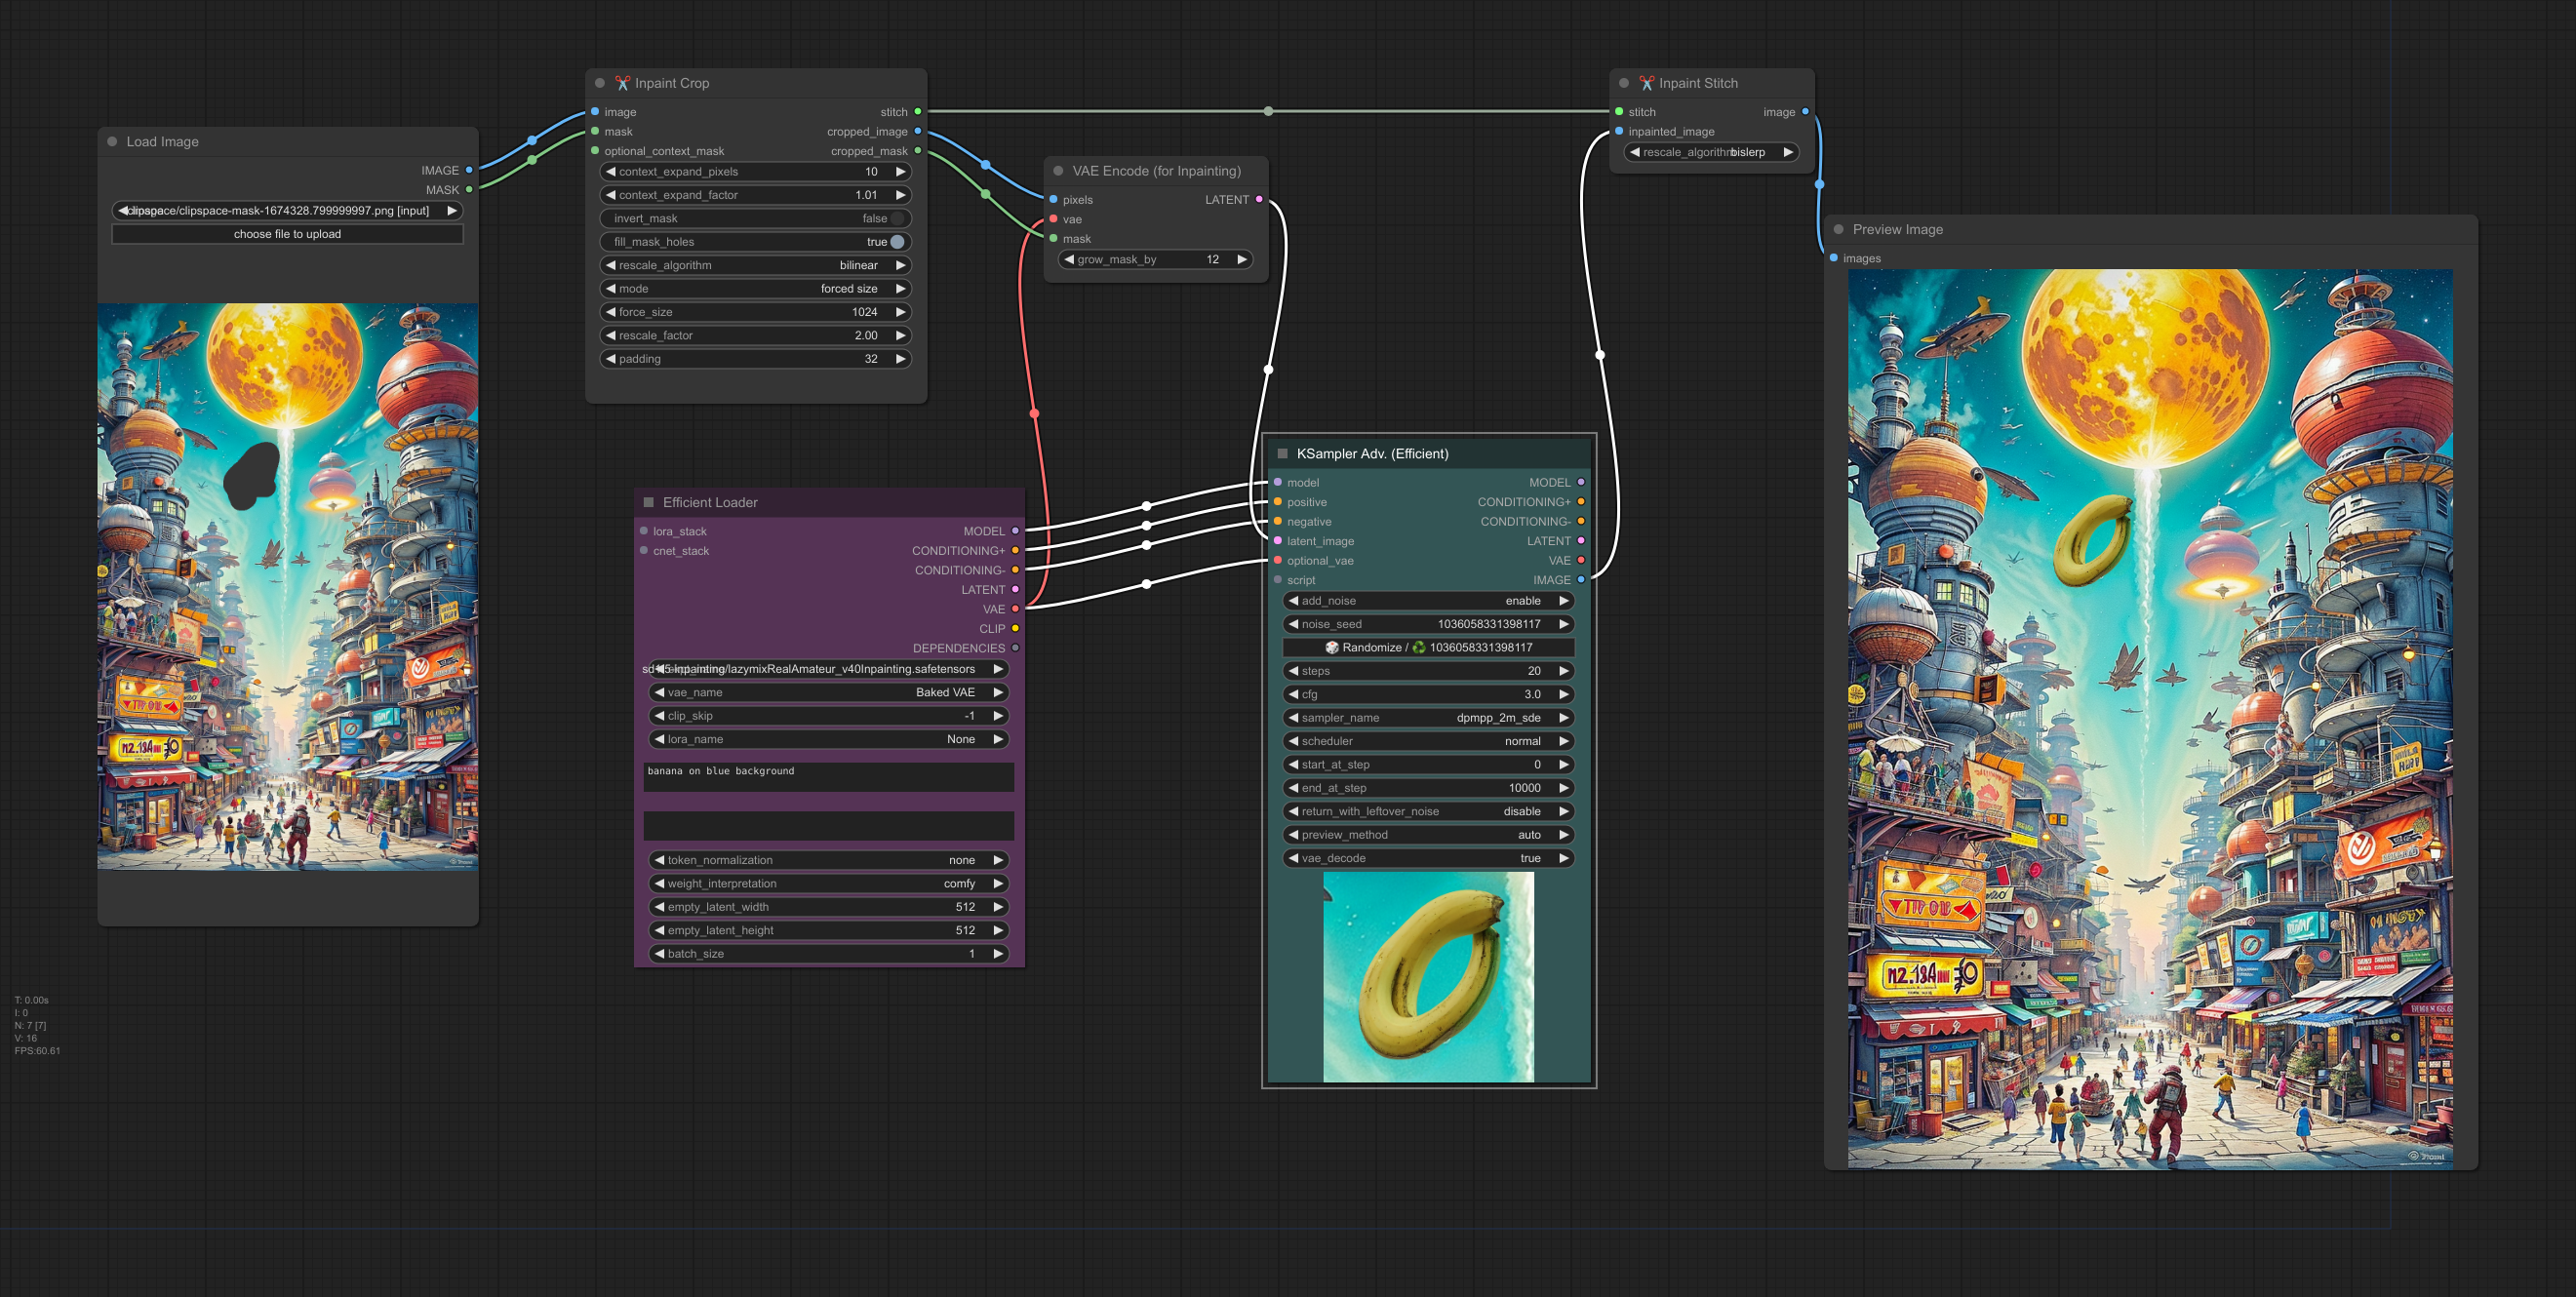 Load Image
IMAGE
MASK
clipspace/clipspace-mask-1674328.799999997.png [input]
choose file to upload
Inpaint Crop
image
stitch
mask
cropped_image
optional_context_mask
cropped_mask
context_expand_pixels 10
context_expand_factor 1.01
invert_mask false
fill_mask_holes true
rescale_algorithm bilinear
mode forced size
force_size 1024
rescale_factor 2.00
padding 32
VAE Encode (for Inpainting)
pixels
LATENT
vae
mask
grow_mask_by 12
Efficient Loader
lora_stack
MODEL
cnet_stack
CONDITIONING+
CONDITIONING-
LATENT
VAE
CLIP
DEPENDENCIES
inpainting/lazymixRealAmateur_v40Inpainting.safetensors
vae_name Baked VAE
clip_skip -1
lora_name None
banana on blue background
token_normalization none
weight_interpretation comfy
empty_latent_width 512
empty_latent_height 512
batch_size 1
KSampler Adv. (Efficient)
model MODEL
positive CONDITIONING+
negative CONDITIONING-
latent_image LATENT
optional_vae VAE
script IMAGE
add_noise enable
noise_seed 1036058331398117
Randomize / 1036058331398117
steps 20
cfg 3.0
sampler_name dpmpp_2m_sde
scheduler normal
start_at_step 0
end_at_step 10000
return_with_leftover_noise disable
preview_method auto
vae_decode true
Inpaint Stitch
stitch image
inpainted_image
rescale_algorithm bislerp
Preview Image
images
T: 0.00s
I: 0
N: 7 [7]
V: 16
FPS:60.61